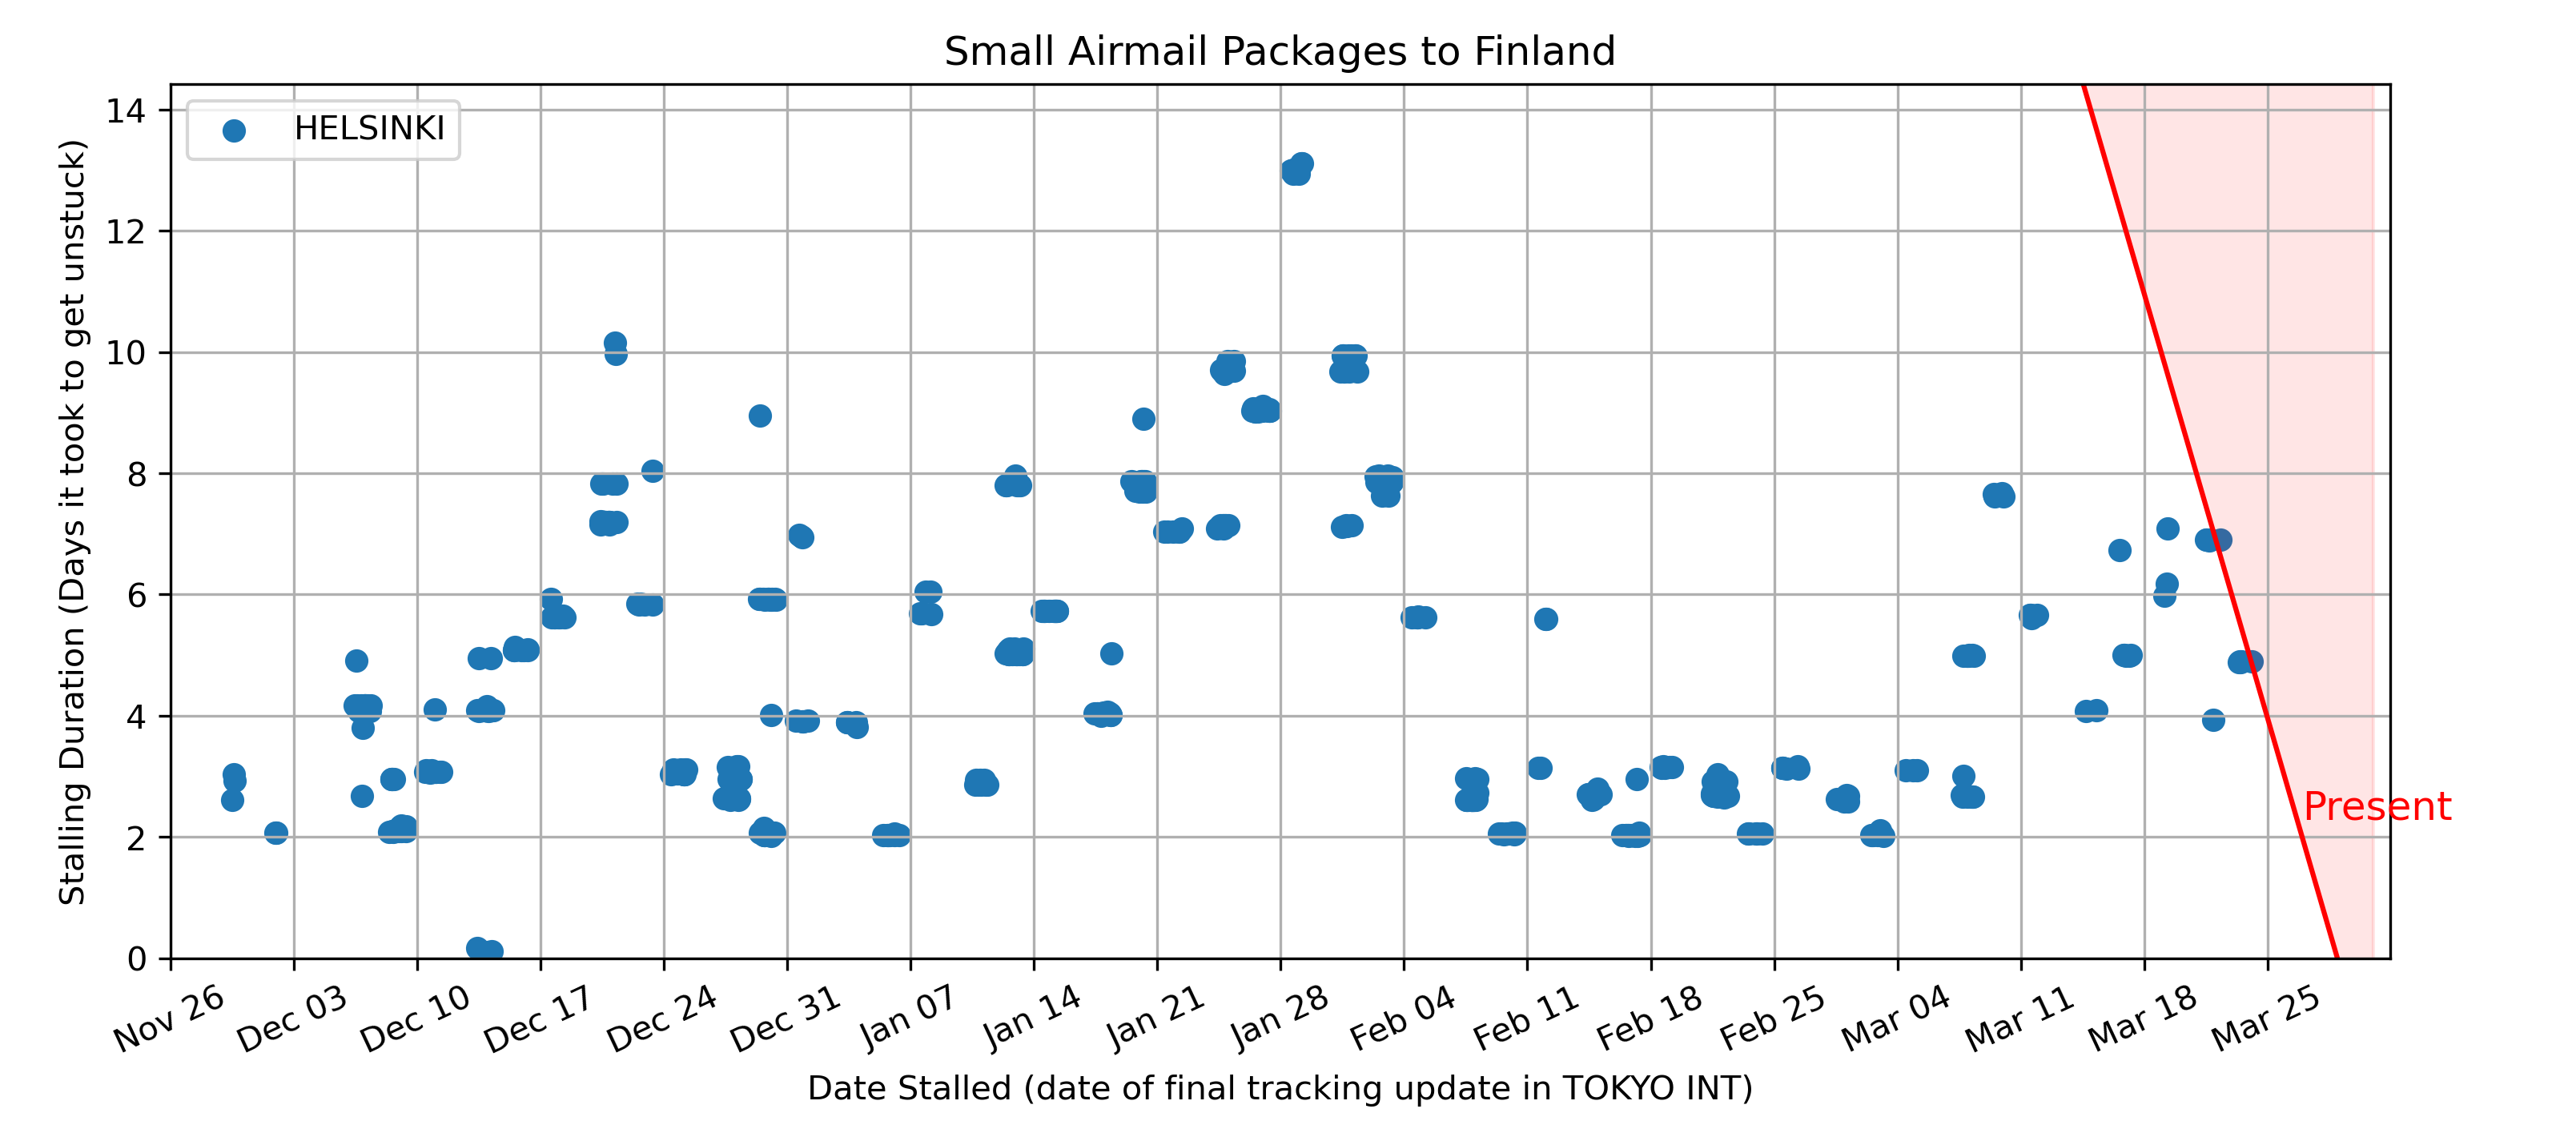 Small Airmail Packages to Finland
HELSINKI
Stalling Duration (Days it took to get unstuck)
14
12
10
8
6
4
2
0
Present
Nov 26
Dec 03
Dec 10
Dec 17
Dec 24
Dec 31
Jan 07
Jan 14
Jan 21
Jan 28
Feb 04
Feb 11
Feb 18
Feb 25
Mar 04
Mar 11
Mar 18
Mar 25
Date Stalled (date of final tracking update in TOKYO INT)